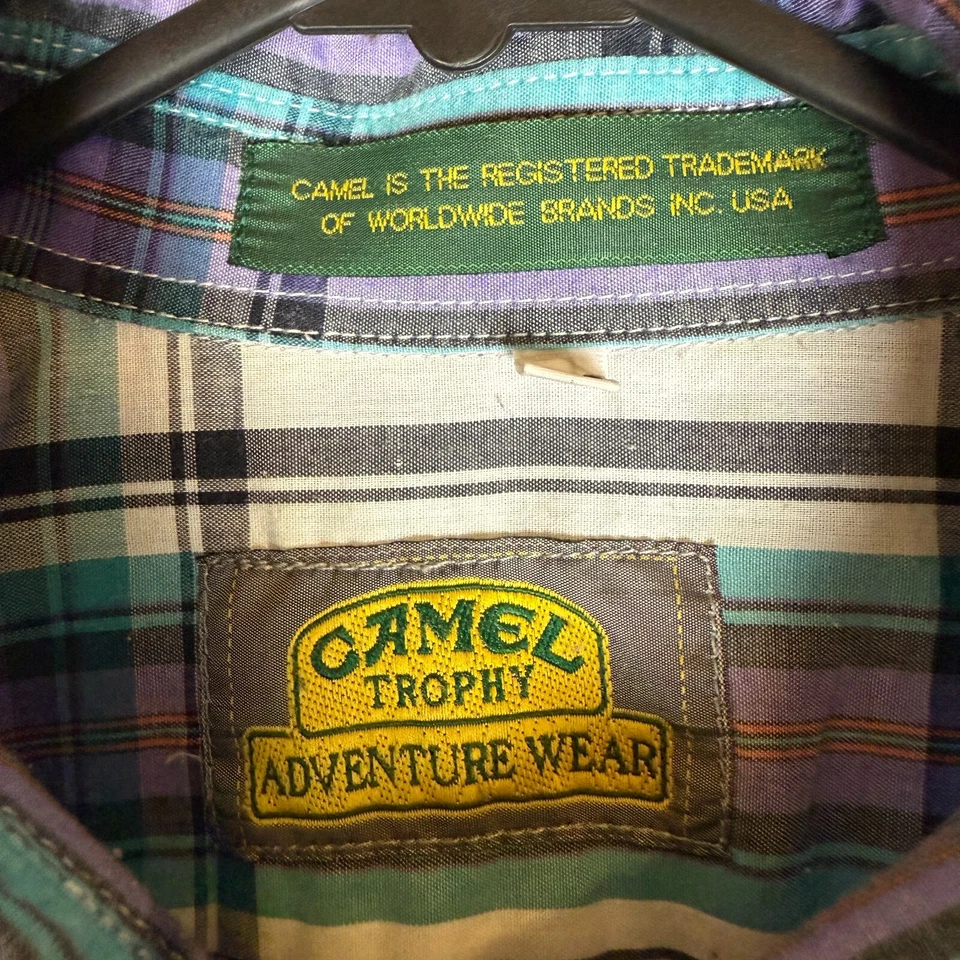 CAMEL IS THE REGISTERED TRADEMARK
OF WORLDWIDE BRANDS INC. USA
CAMEL
TROPHY
ADVENTURE WEAR